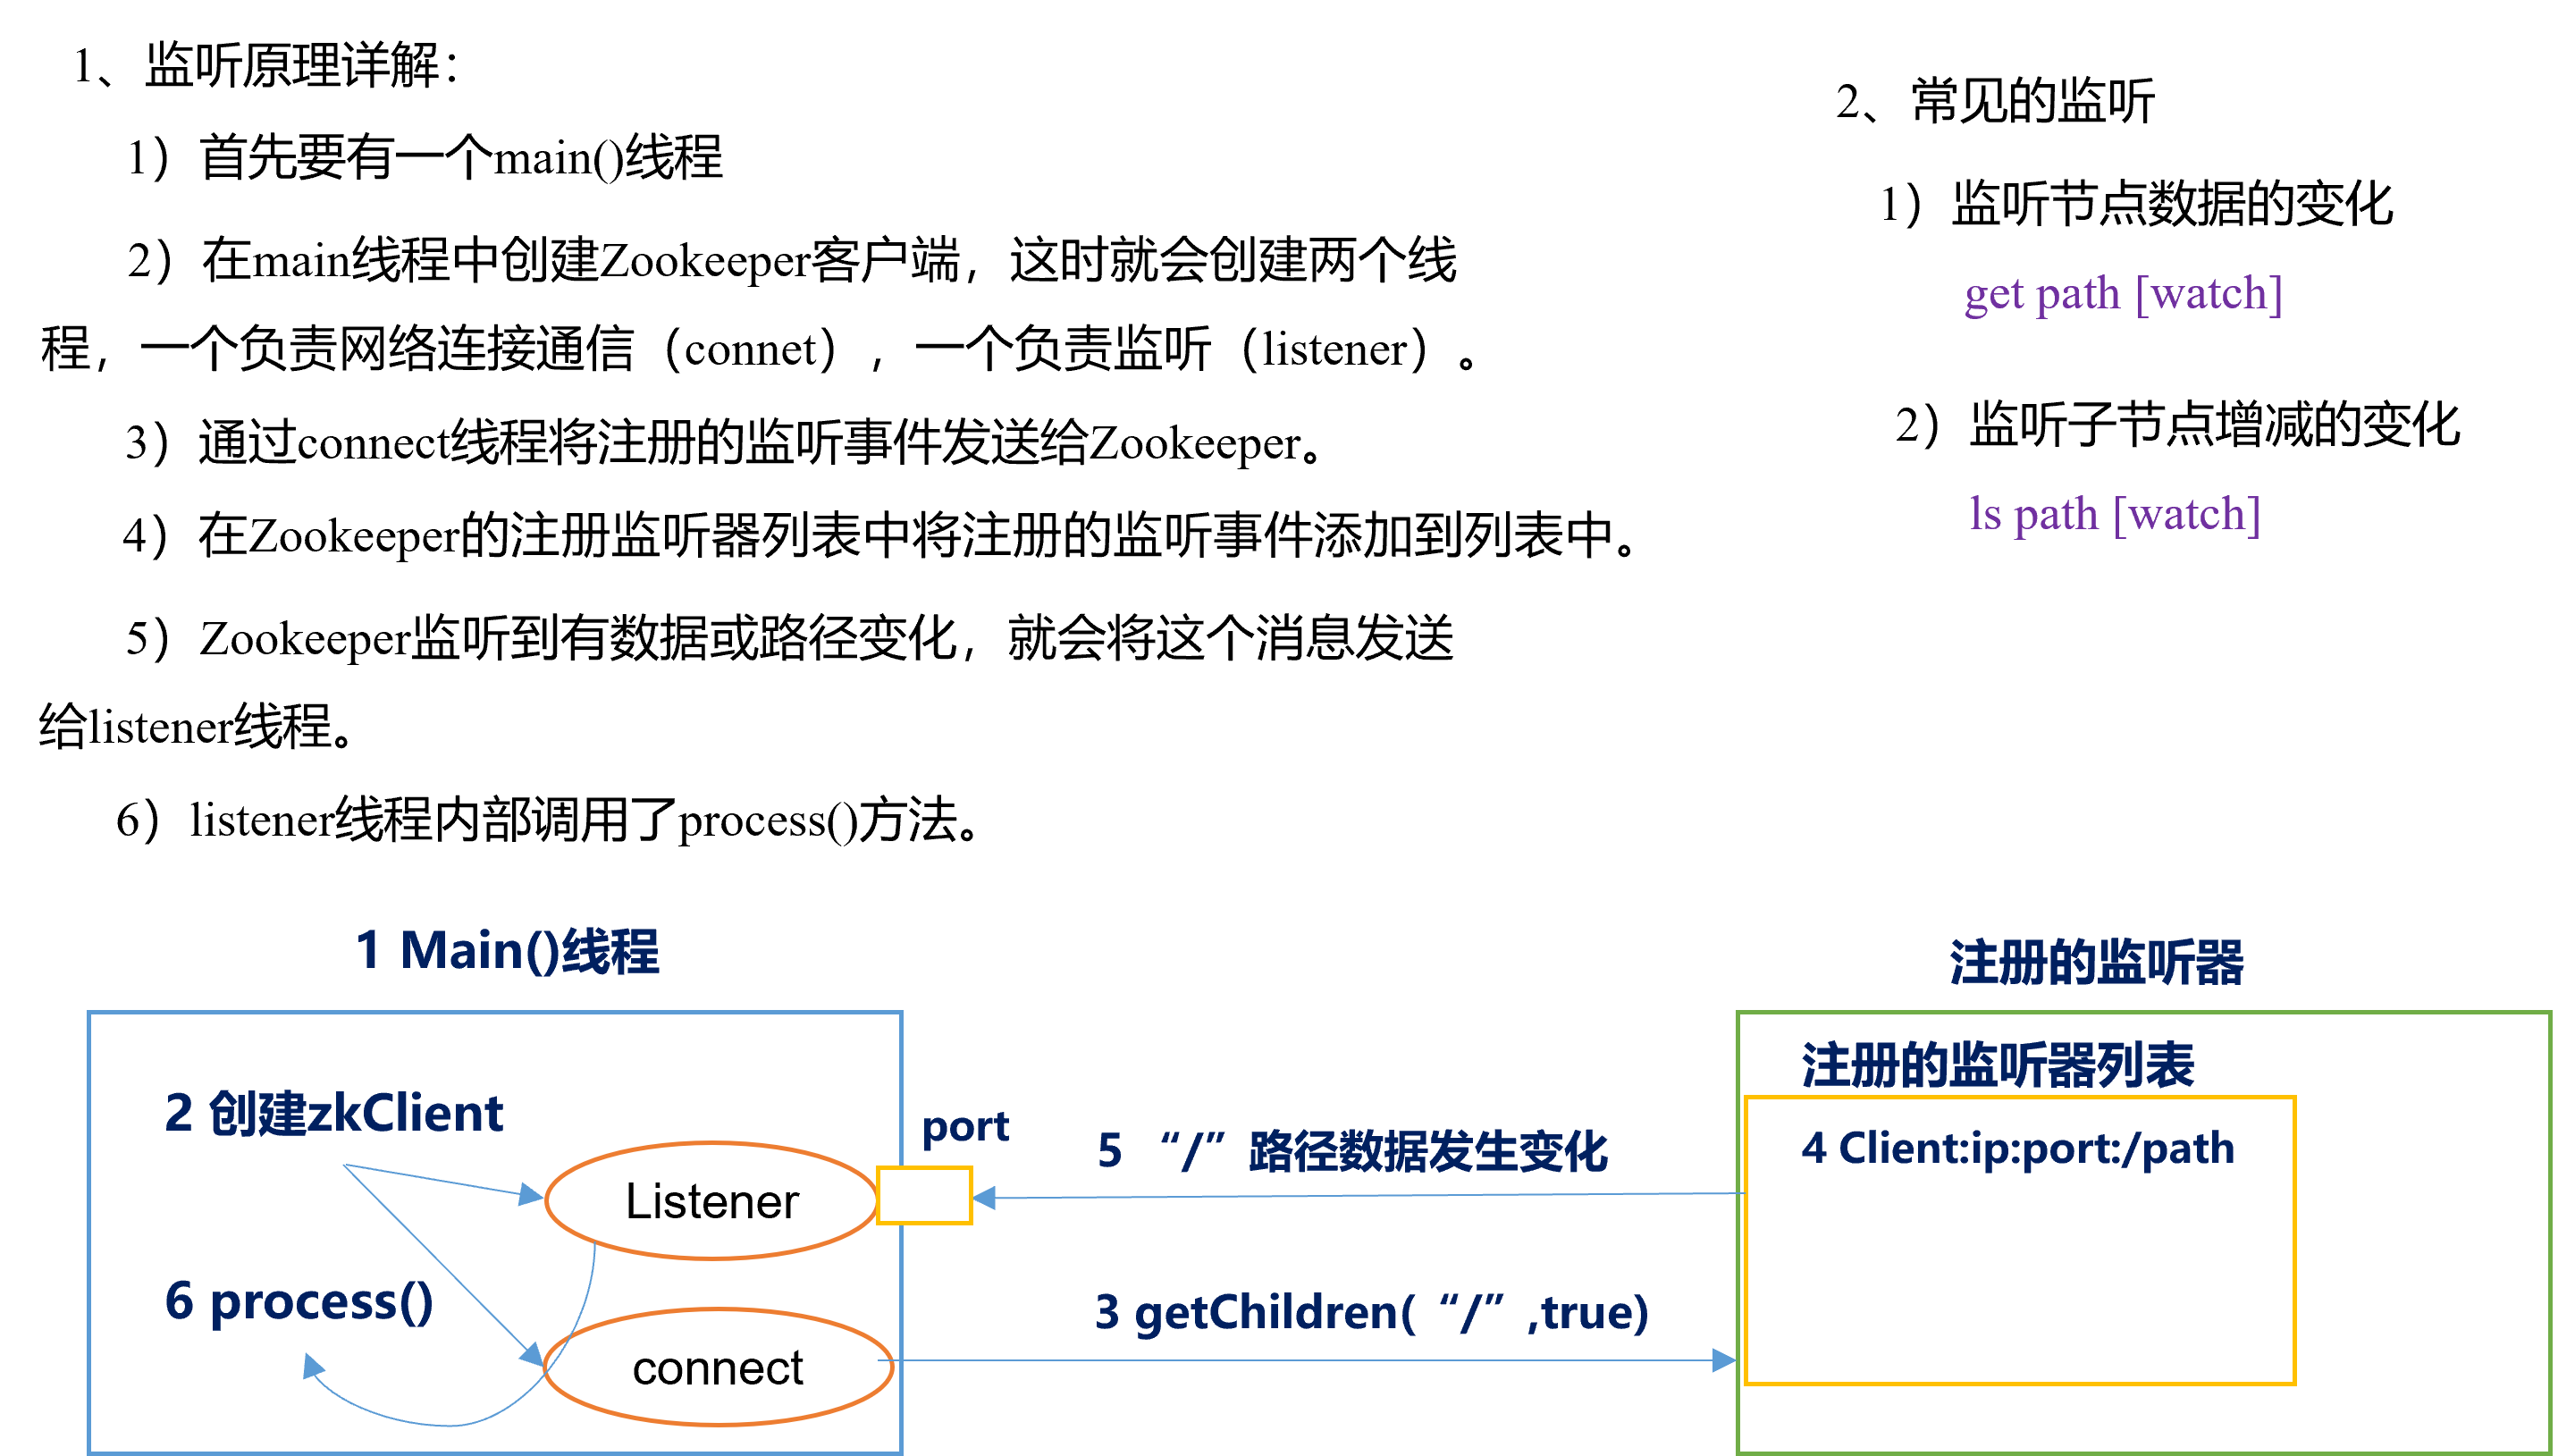 1、监听原理详解：
1）首先要有一个main()线程
2）在main线程中创建Zookeeper客户端，这时就会创建两个线
程，一个负责网络连接通信（connet），一个负责监听（listener）。
3）通过connect线程将注册的监听事件发送给Zookeeper。
4）在Zookeeper的注册监听器列表中将注册的监听事件添加到列表中。
5）Zookeeper监听到有数据或路径变化，就会将这个消息发送
给listener线程。
6）listener线程内部调用了process()方法。
2、常见的监听
1）监听节点数据的变化
get path [watch]
2）监听子节点增减的变化
ls path [watch]
1 Main()线程
2 创建zkClient
Listener
port
6 process()
connect
5 “/”路径数据发生变化
3 getChildren(“/”,true)
注册的监听器
注册的监听器列表
4 Client:ip:port:/path